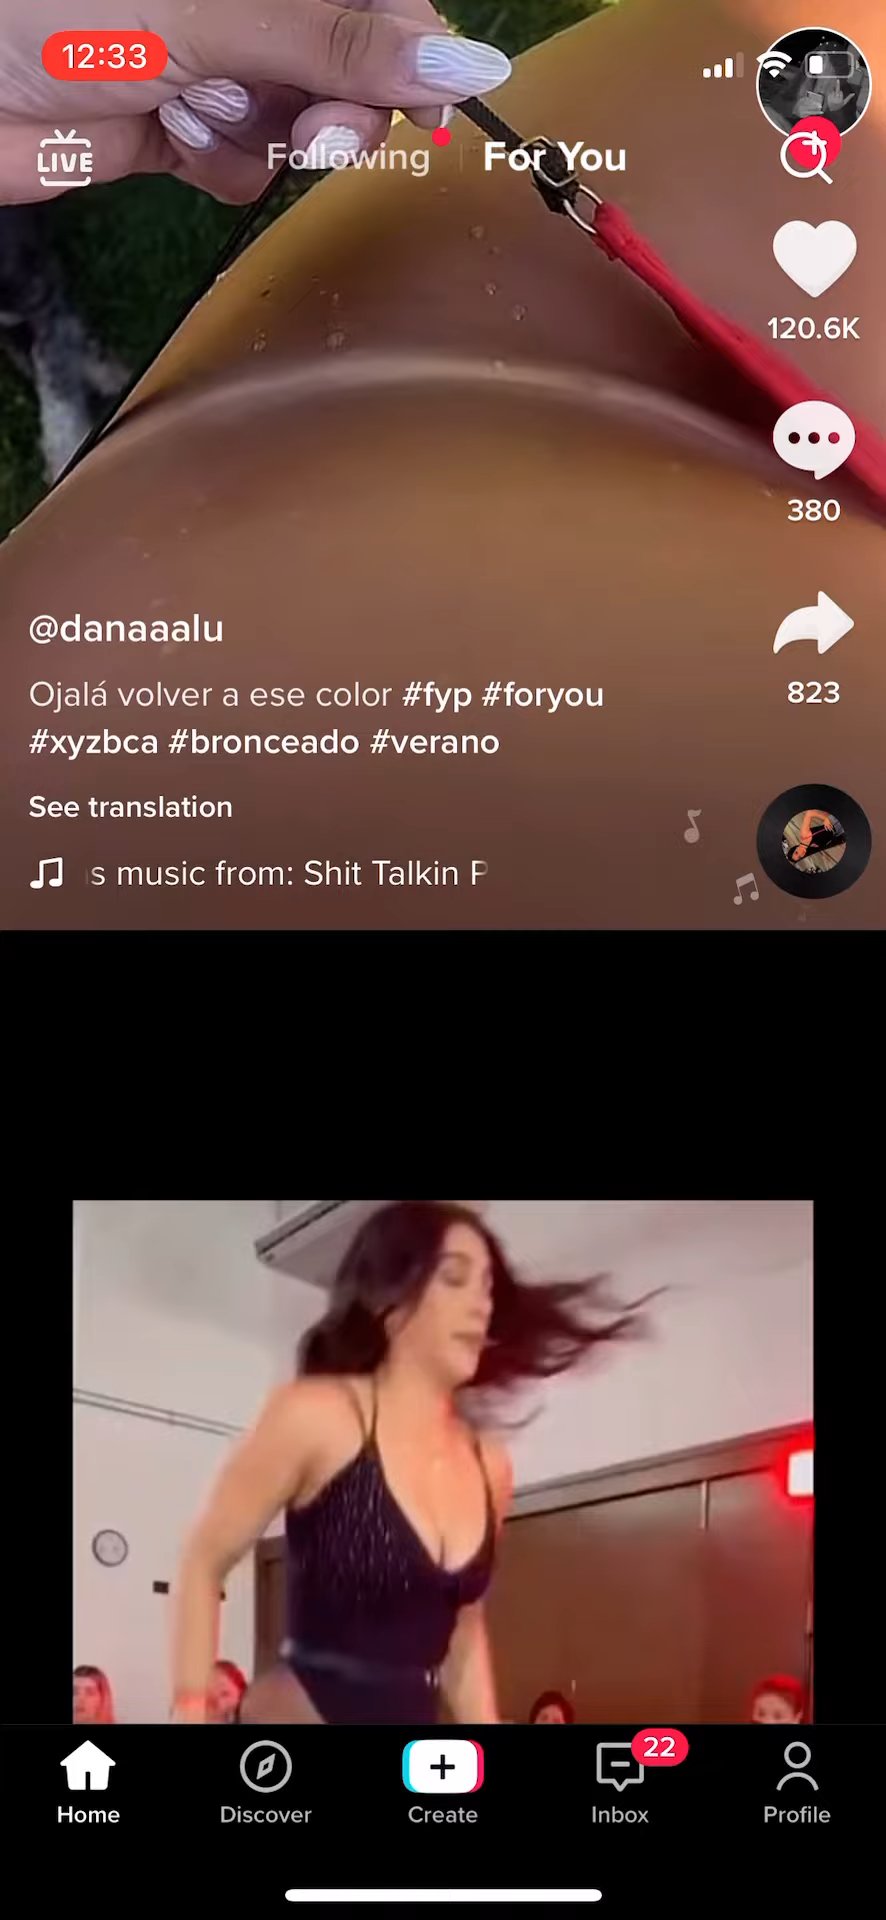 12:33
LIVE
Following
For You
120.6K
380
@danaaalu
823
Ojalá volver a ese color #fyp #foryou
#xyzbca #bronceado #verano
See translation
s music from: Shit Talkin P
22
Home
Discover
Create
Inbox
Profile